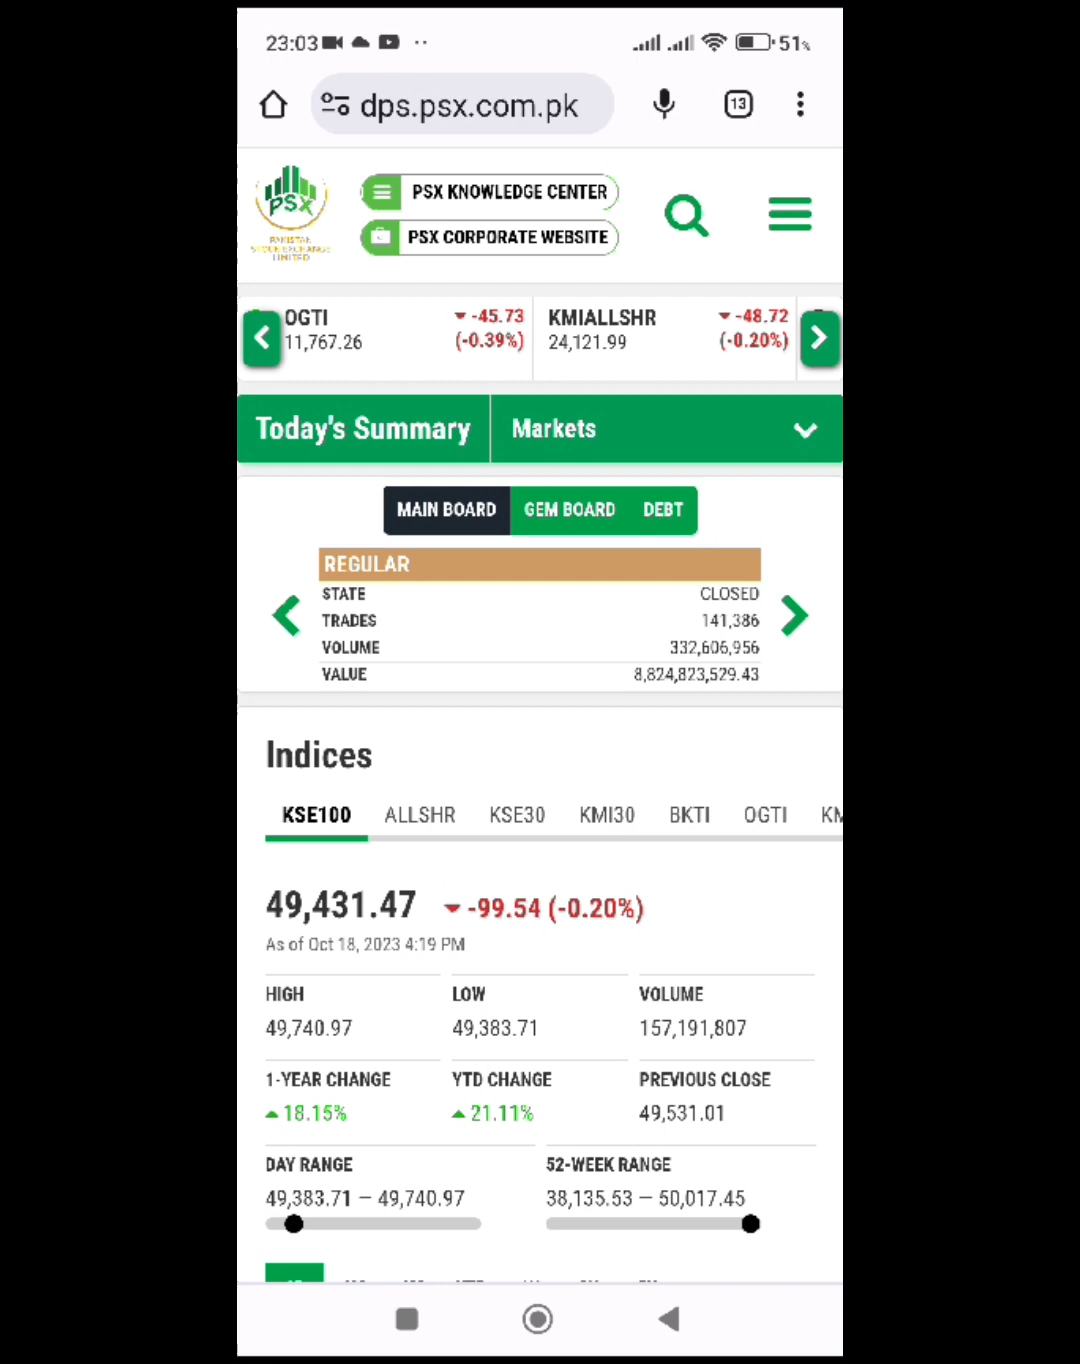 23:03
51%
dps.psx.com.pk
13
PSX
PAKISTAN
STOCK EXCHANGE
LIMITED
PSX KNOWLEDGE CENTER
PSX CORPORATE WEBSITE
OGTI
-45.73
11,767.26
(-0.39%)
KMIALLSHR
-48.72
24,121.99
(-0.20%)
Today's Summary
Markets
MAIN BOARD
GEM BOARD
DEBT
REGULAR
STATE CLOSED
TRADES 141,386
VOLUME 332,606,956
VALUE 8,824,823,529.43
Indices
KSE100 ALLSHR KSE30 KMI30 BKTI OGTI KM
49,431.47 -99.54 (-0.20%)
As of Oct 18, 2023 4:19 PM
HIGH LOW VOLUME
49,740.97 49,383.71 157,191,807
1-YEAR CHANGE YTD CHANGE PREVIOUS CLOSE
18.15% 21.11% 49,531.01
DAY RANGE 52-WEEK RANGE
49,383.71 — 49,740.97 38,135.53 — 50,017.45